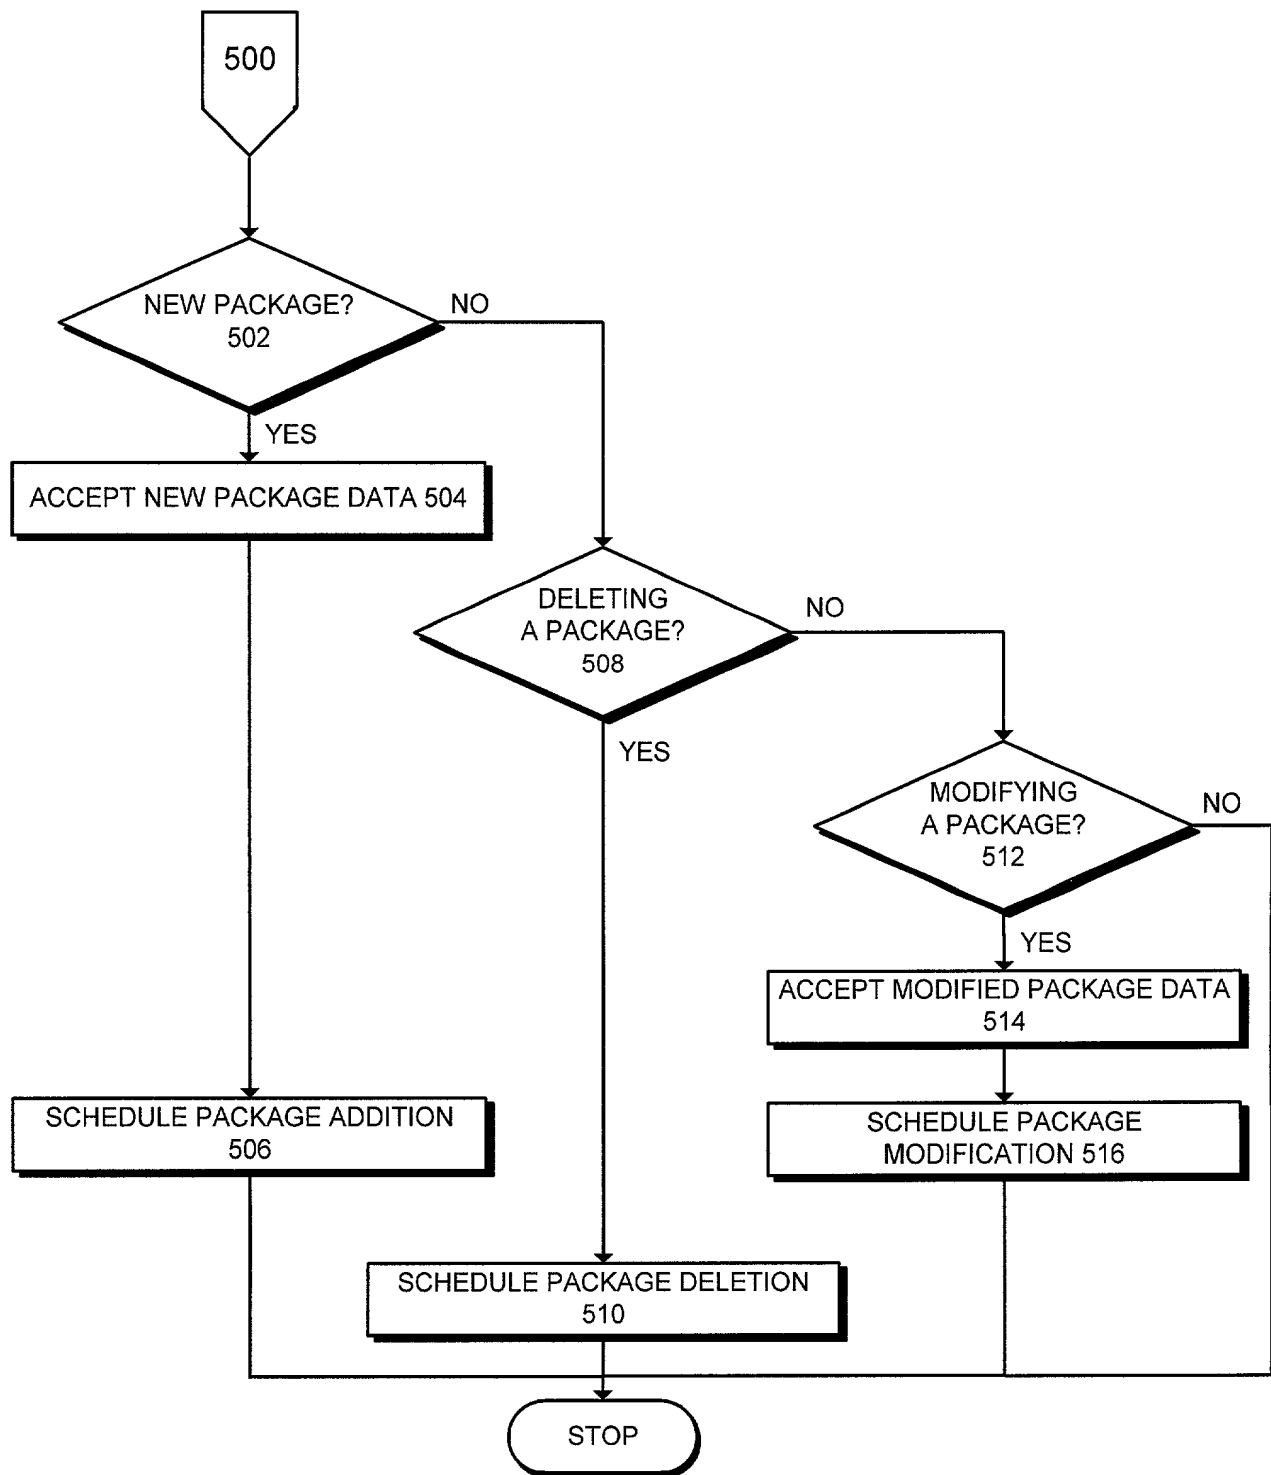 500
NEW PACKAGE?
502
NO
YES
ACCEPT NEW PACKAGE DATA 504
DELETING
A PACKAGE?
508
NO
YES
MODIFYING
A PACKAGE?
512
NO
YES
ACCEPT MODIFIED PACKAGE DATA
514
SCHEDULE PACKAGE ADDITION
506
SCHEDULE PACKAGE
MODIFICATION 516
SCHEDULE PACKAGE DELETION
510
STOP